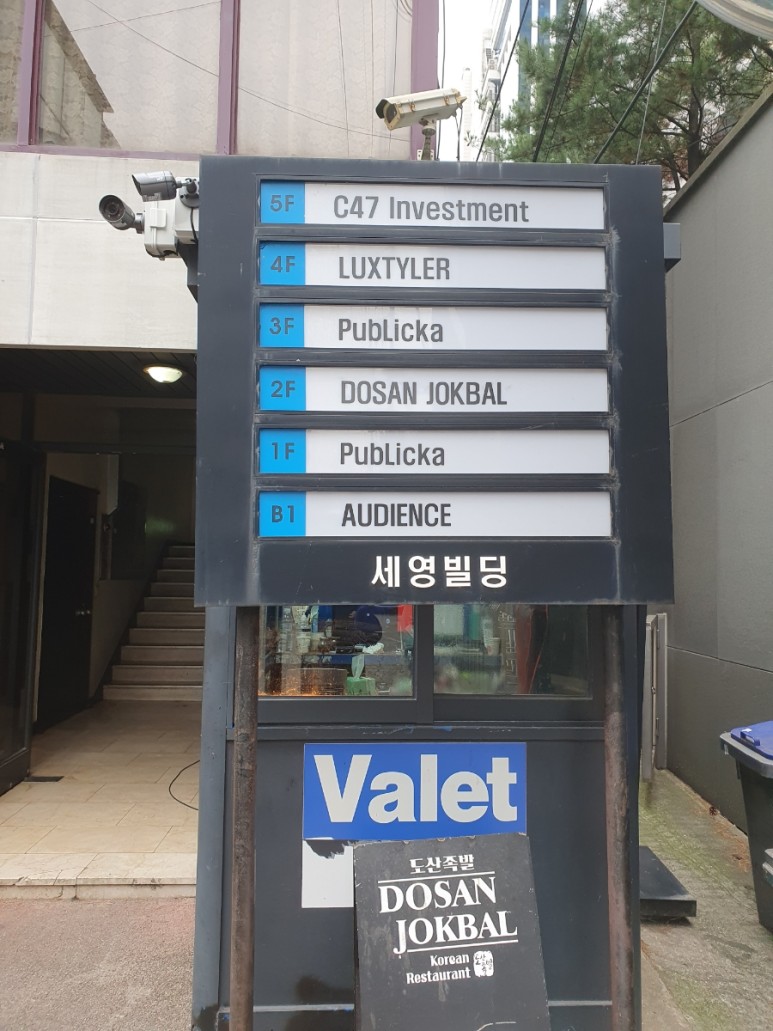 5F C47 Investment
4F LUXTYLER
3F PubLicka
2F DOSAN JOKBAL
1F PubLicka
B1 AUDIENCE
세영빌딩
Valet
도산족발
DOSAN
JOKBAL
Korean
Restaurant